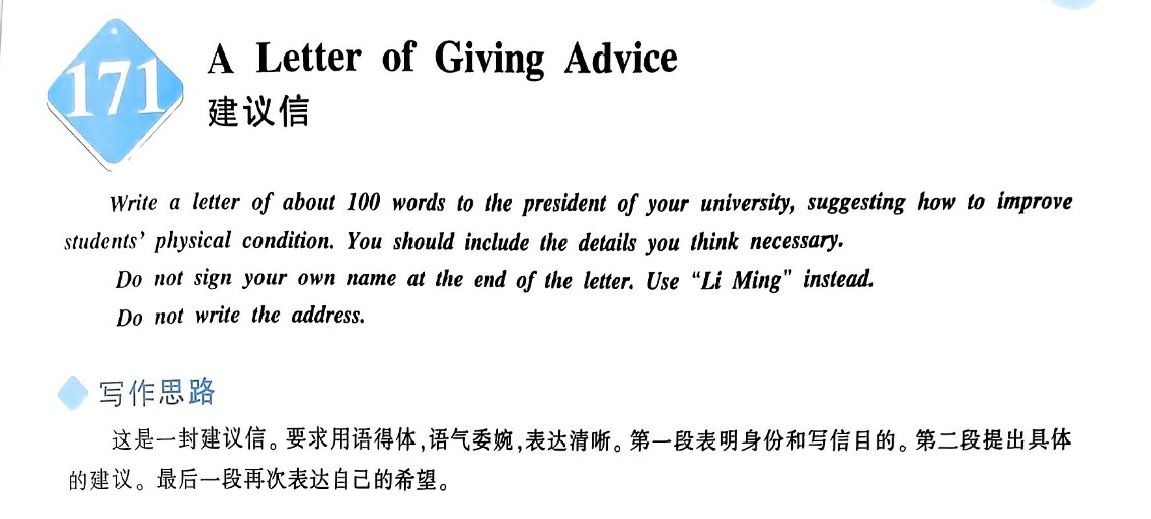 171
A Letter of Giving Advice
建议信
Write a letter of about 100 words to the president of your university, suggesting how to improve
students' physical condition. You should include the details you think necessary.
Do not sign your own name at the end of the letter. Use "Li Ming" instead.
Do not write the address.
写作思路
这是一封建议信。要求用语得体,语气委婉,表达清晰。第一段表明身份和写信目的。第二段提出具体
的建议。最后一段再次表达自己的希望。